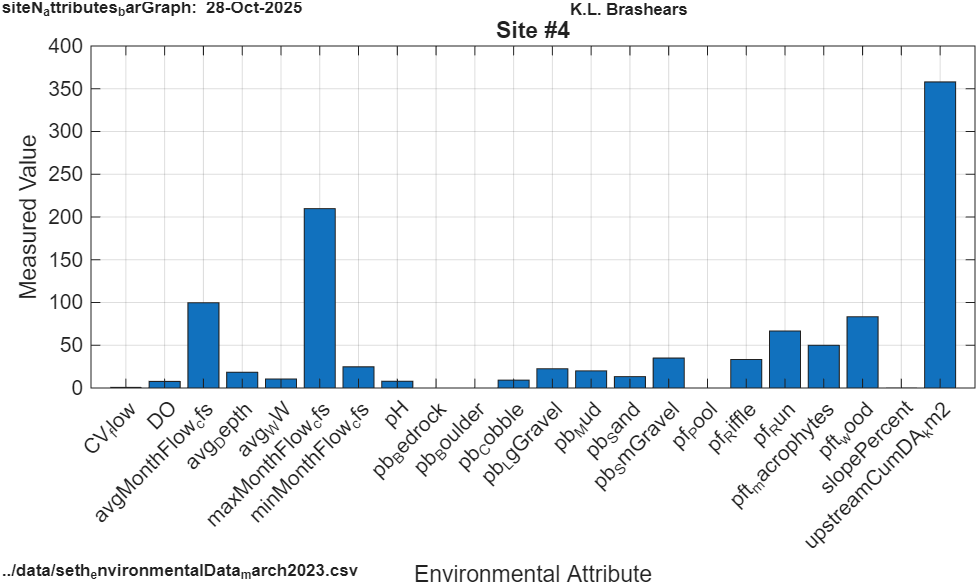 siteNattributesbarGraph: 28-Oct-2025
K.L. Brashears
Site #4
400
350
300
250
200
150
100
50
0
Measured Value
CVflow
DO
avgMonthFlowcfs
avgDepth
avgWW
maxMonthFlowcfs
minMonthFlowcfs
pH
pbBedrock
pbBoulder
pbCobble
pbLgGravel
pbMud
pbSand
pbSmGravel
pfPool
pfRiffle
pfRun
pftmacrophytes
pftwood
slopePercent
upstreamCumDAkm2
../data/sethenvironmentalDatamarch2023.csv
Environmental Attribute